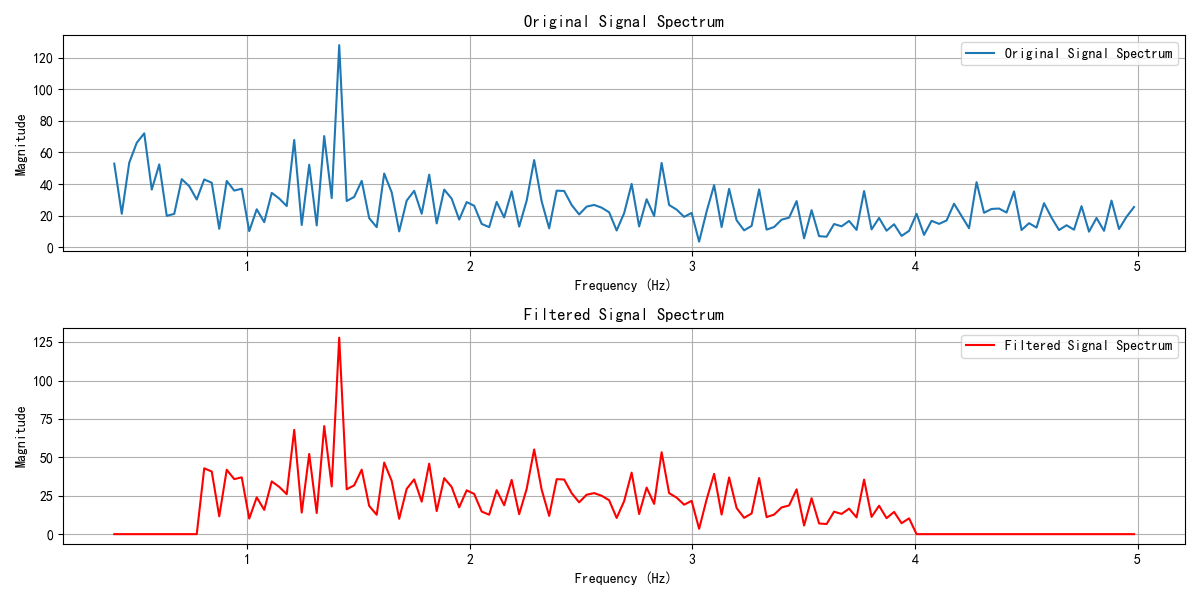 Original Signal Spectrum
120
100
80
60
40
20
0
Magnitude
Original Signal Spectrum
1 2 3 4 5
Frequency (Hz)
Filtered Signal Spectrum
125
100
75
50
25
0
Magnitude
Filtered Signal Spectrum
1 2 3 4 5
Frequency (Hz)